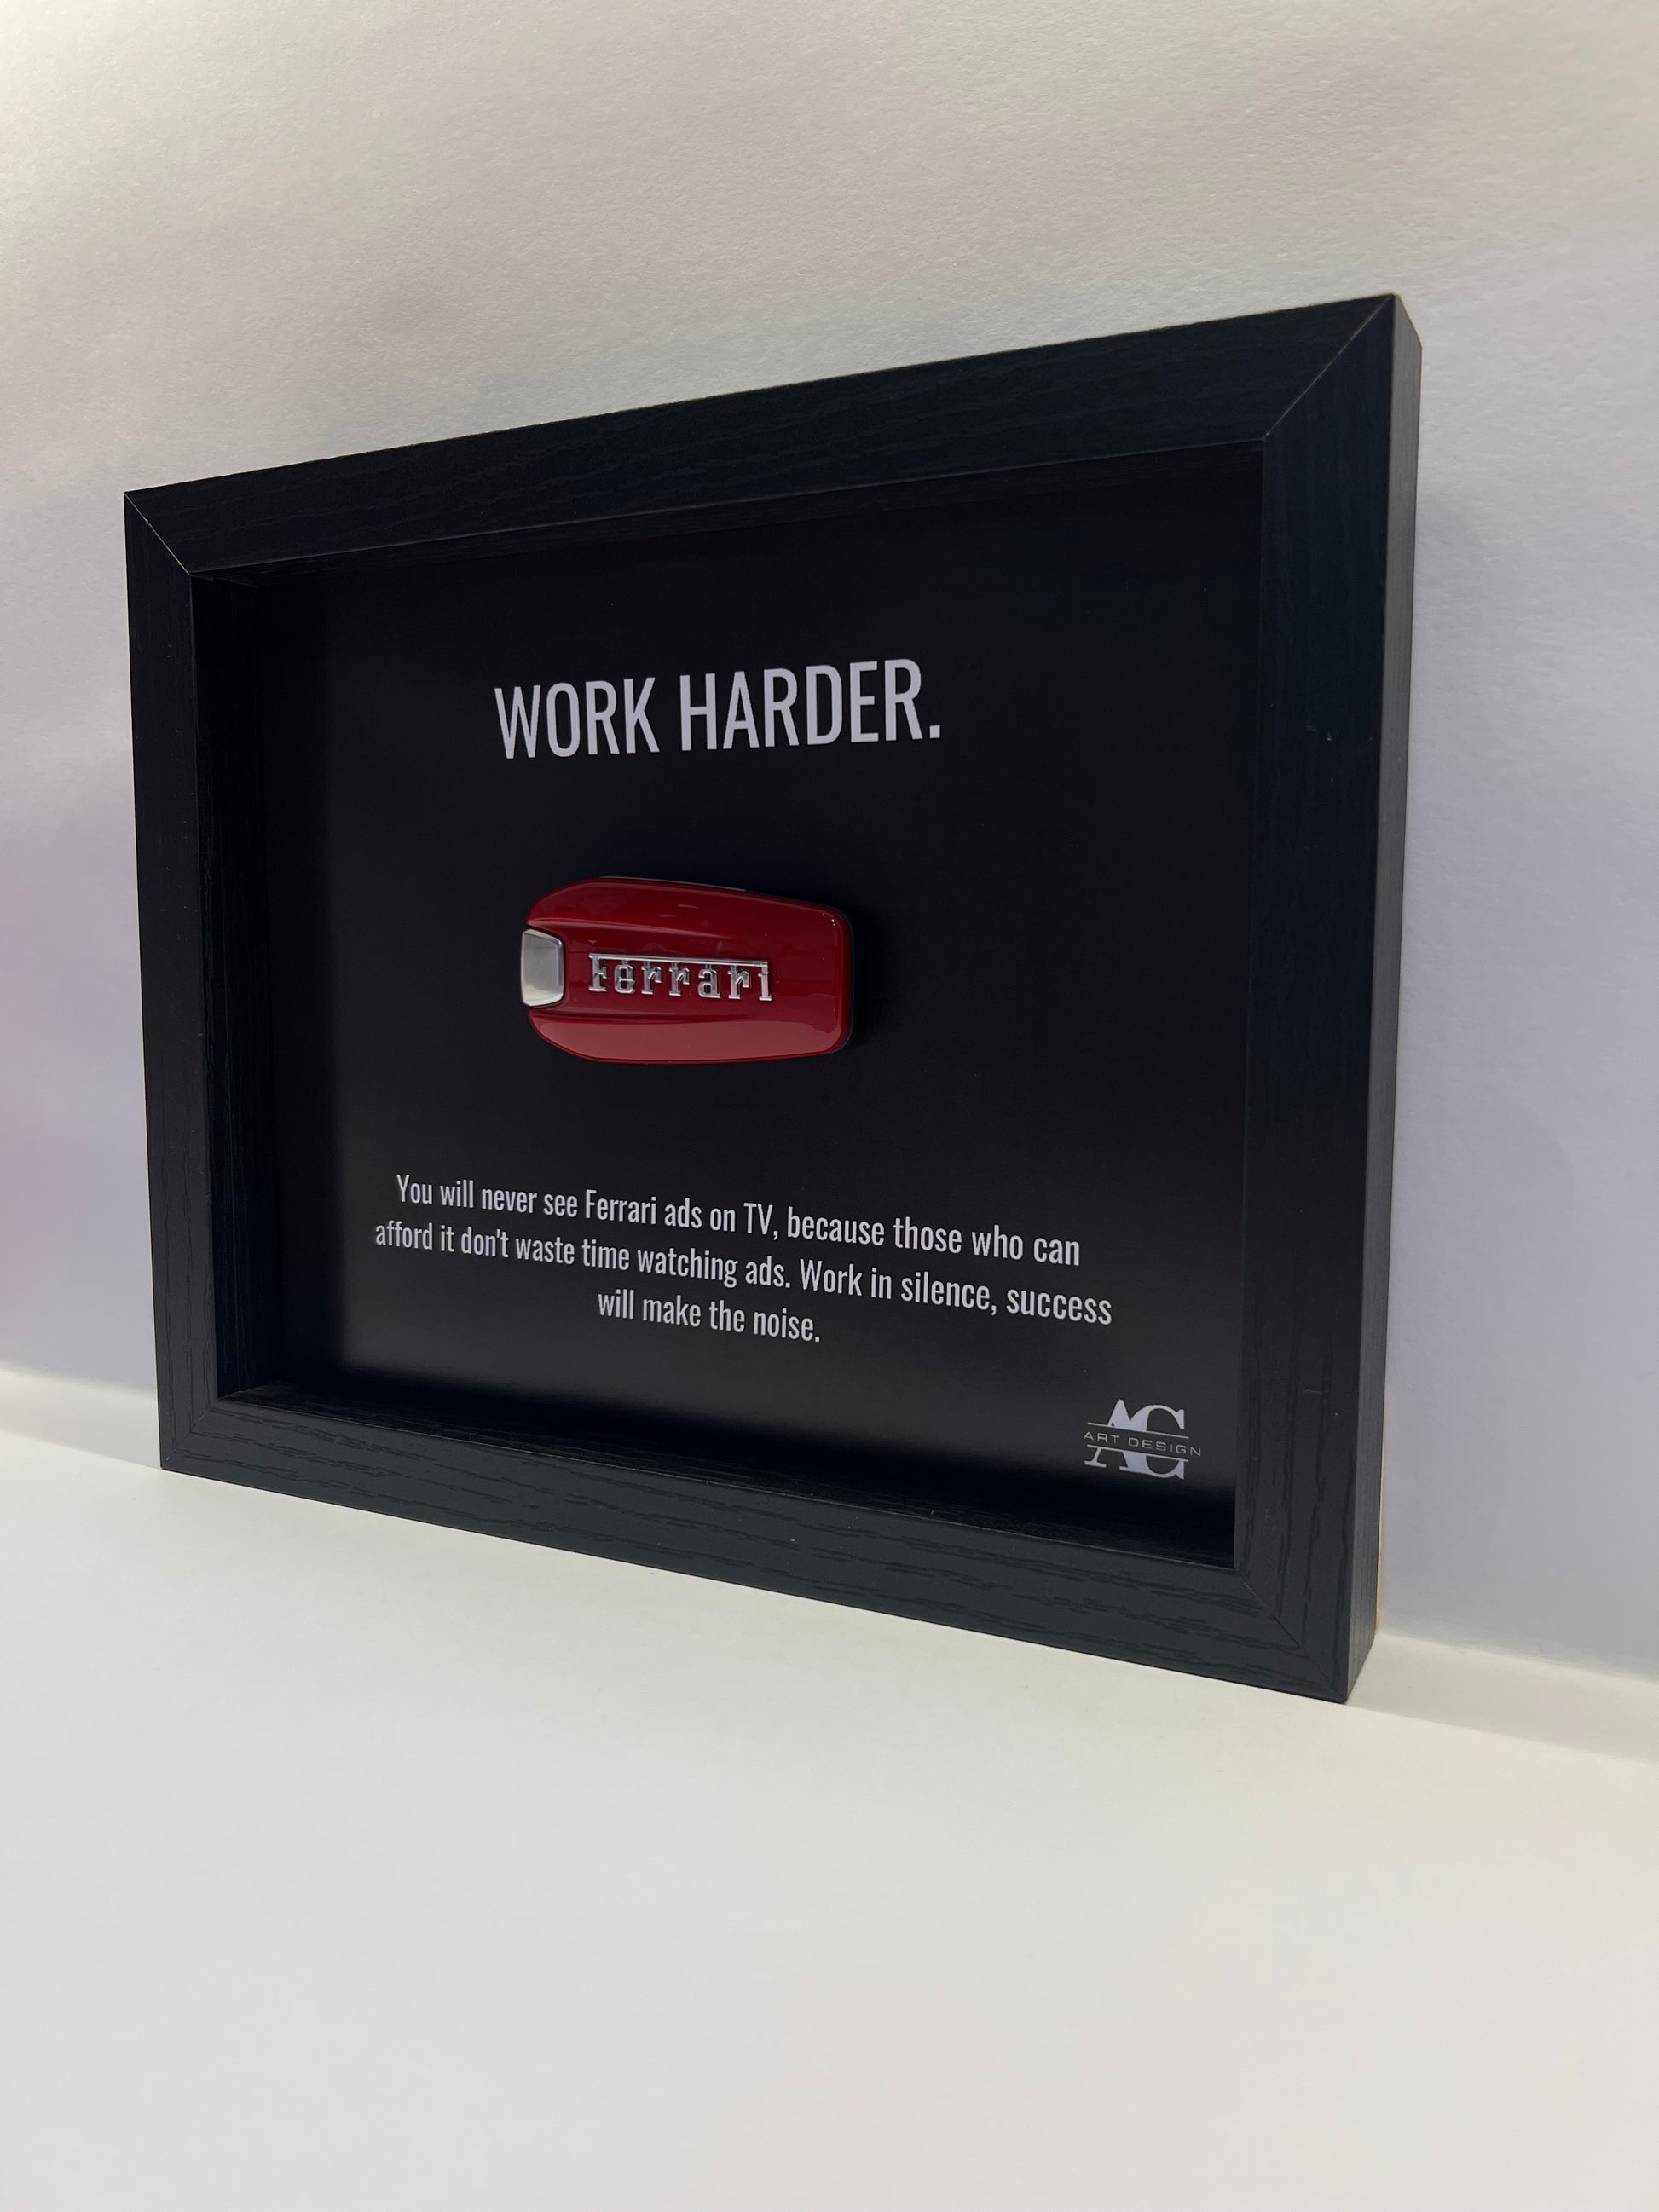 WORK HARDER.
Ferrari
You will never see Ferrari ads on TV, because those who can
afford it don't waste time watching ads. Work in silence, success
will make the noise.
AG
ART DESIGN